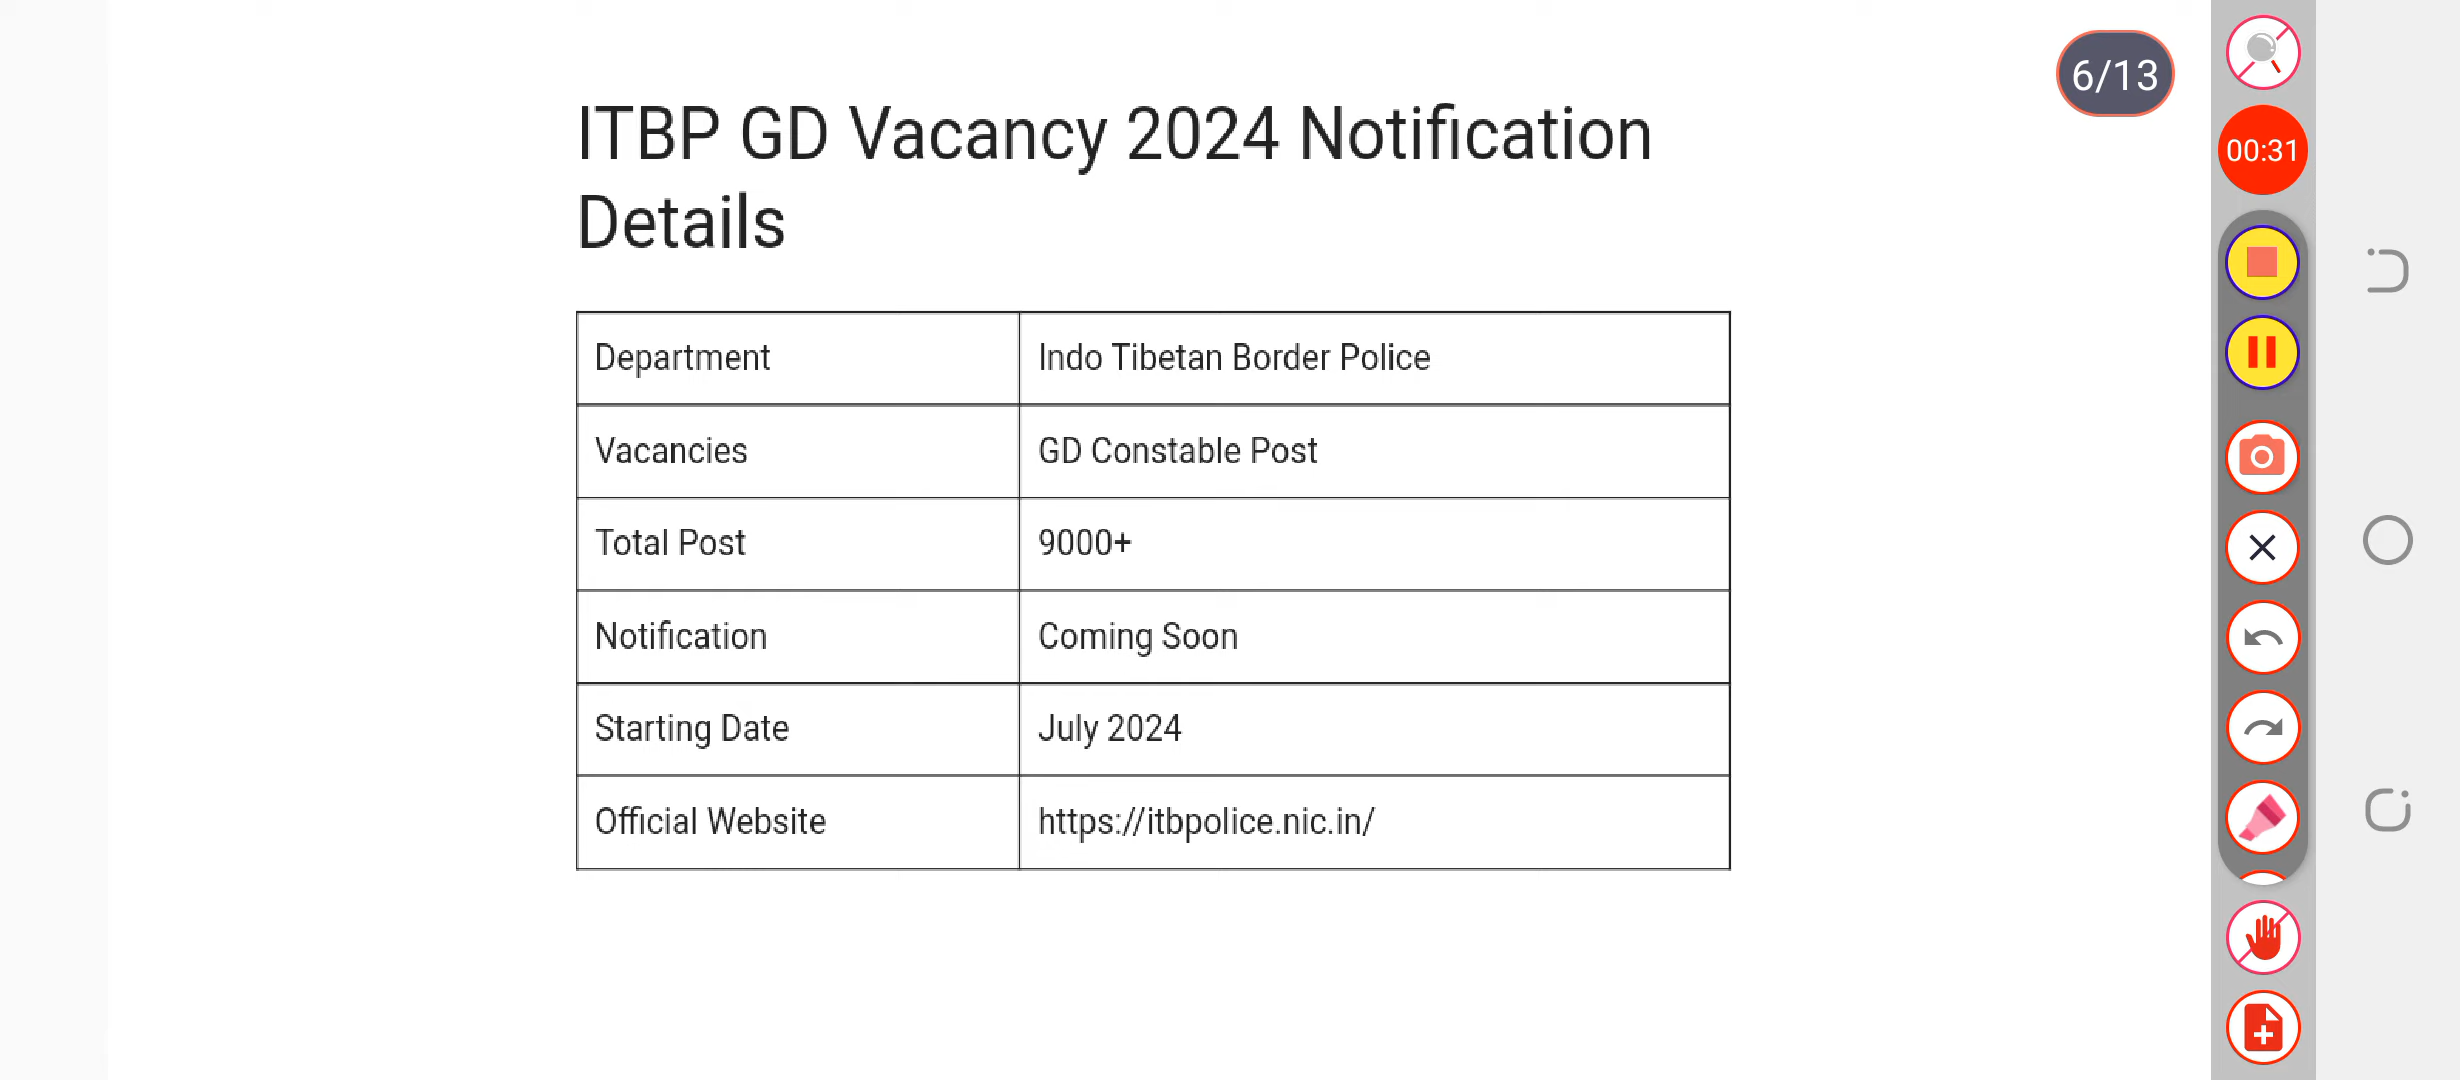 6/13
00:31
ITBP GD Vacancy 2024 Notification
Details
Department Indo Tibetan Border Police
Vacancies GD Constable Post
Total Post 9000+
Notification Coming Soon
Starting Date July 2024
Official Website https://itbpolice.nic.in/